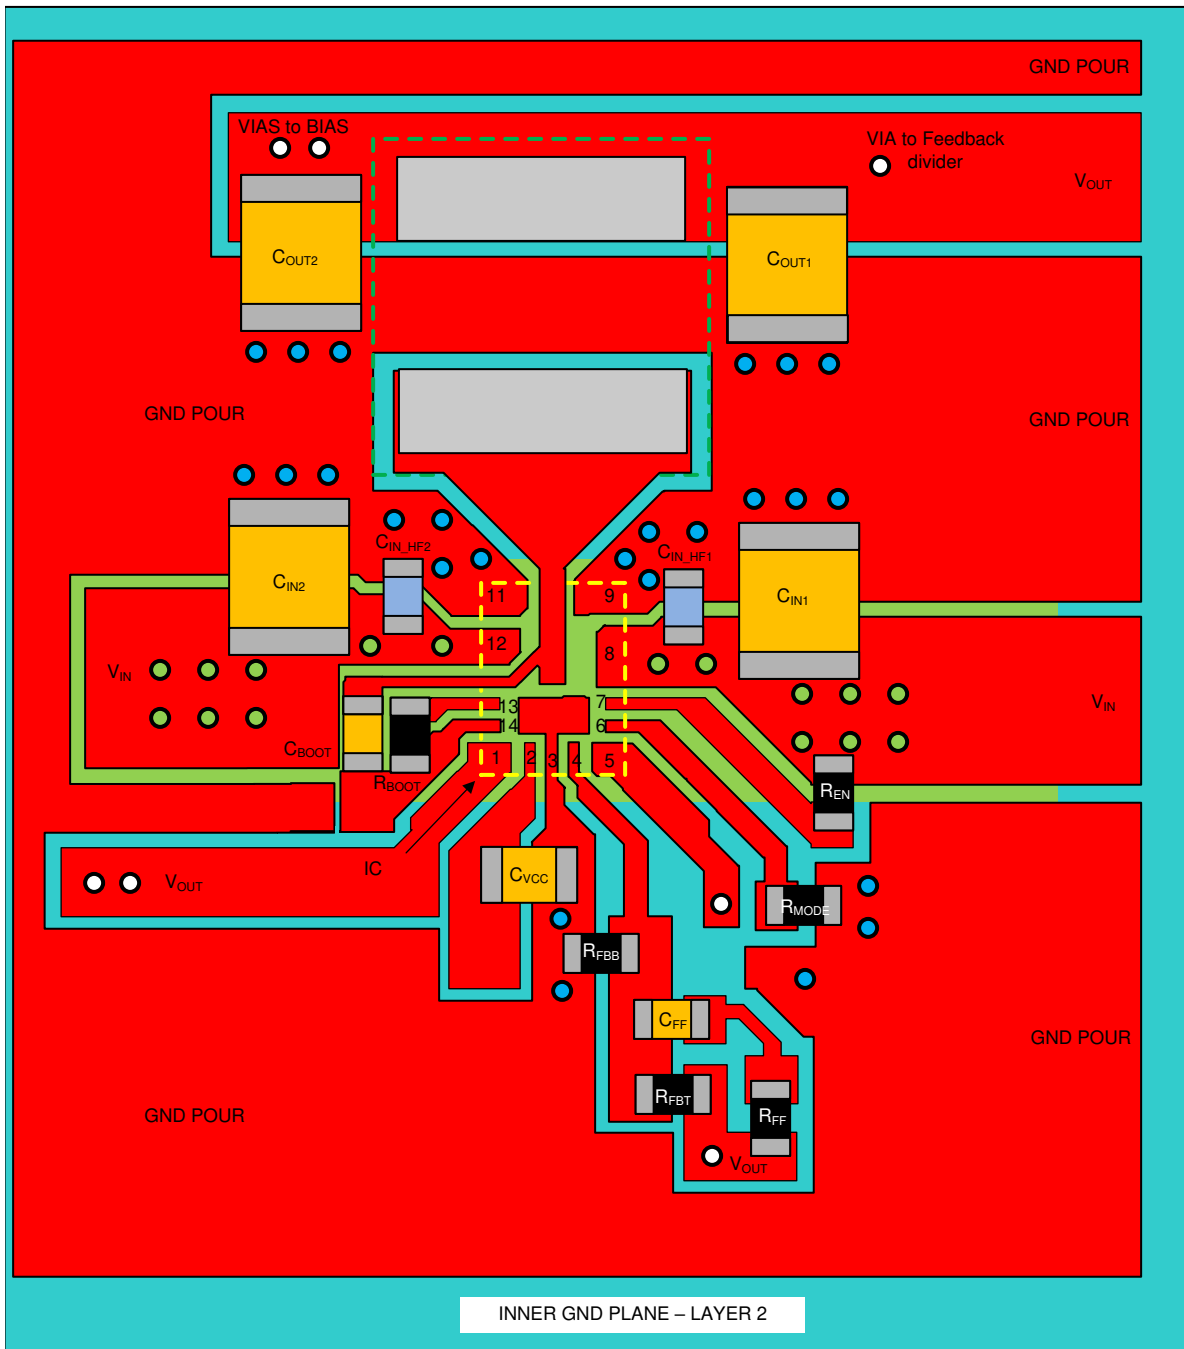 GND POUR
VIAS to BIAS
VIA to Feedback
divider
VOUT
COUT2
COUT1
GND POUR
GND POUR
CIN_HF2
CIN_HF1
CIN2
CIN1
11
9
12
8
VIN
VIN
13
7
14
6
CBOOT
1
2
3
4
5
RBOOT
REN
IC
CVCC
VOUT
RMODE
RFBB
CFF
GND POUR
RFBT
RFF
GND POUR
VOUT
INNER GND PLANE – LAYER 2